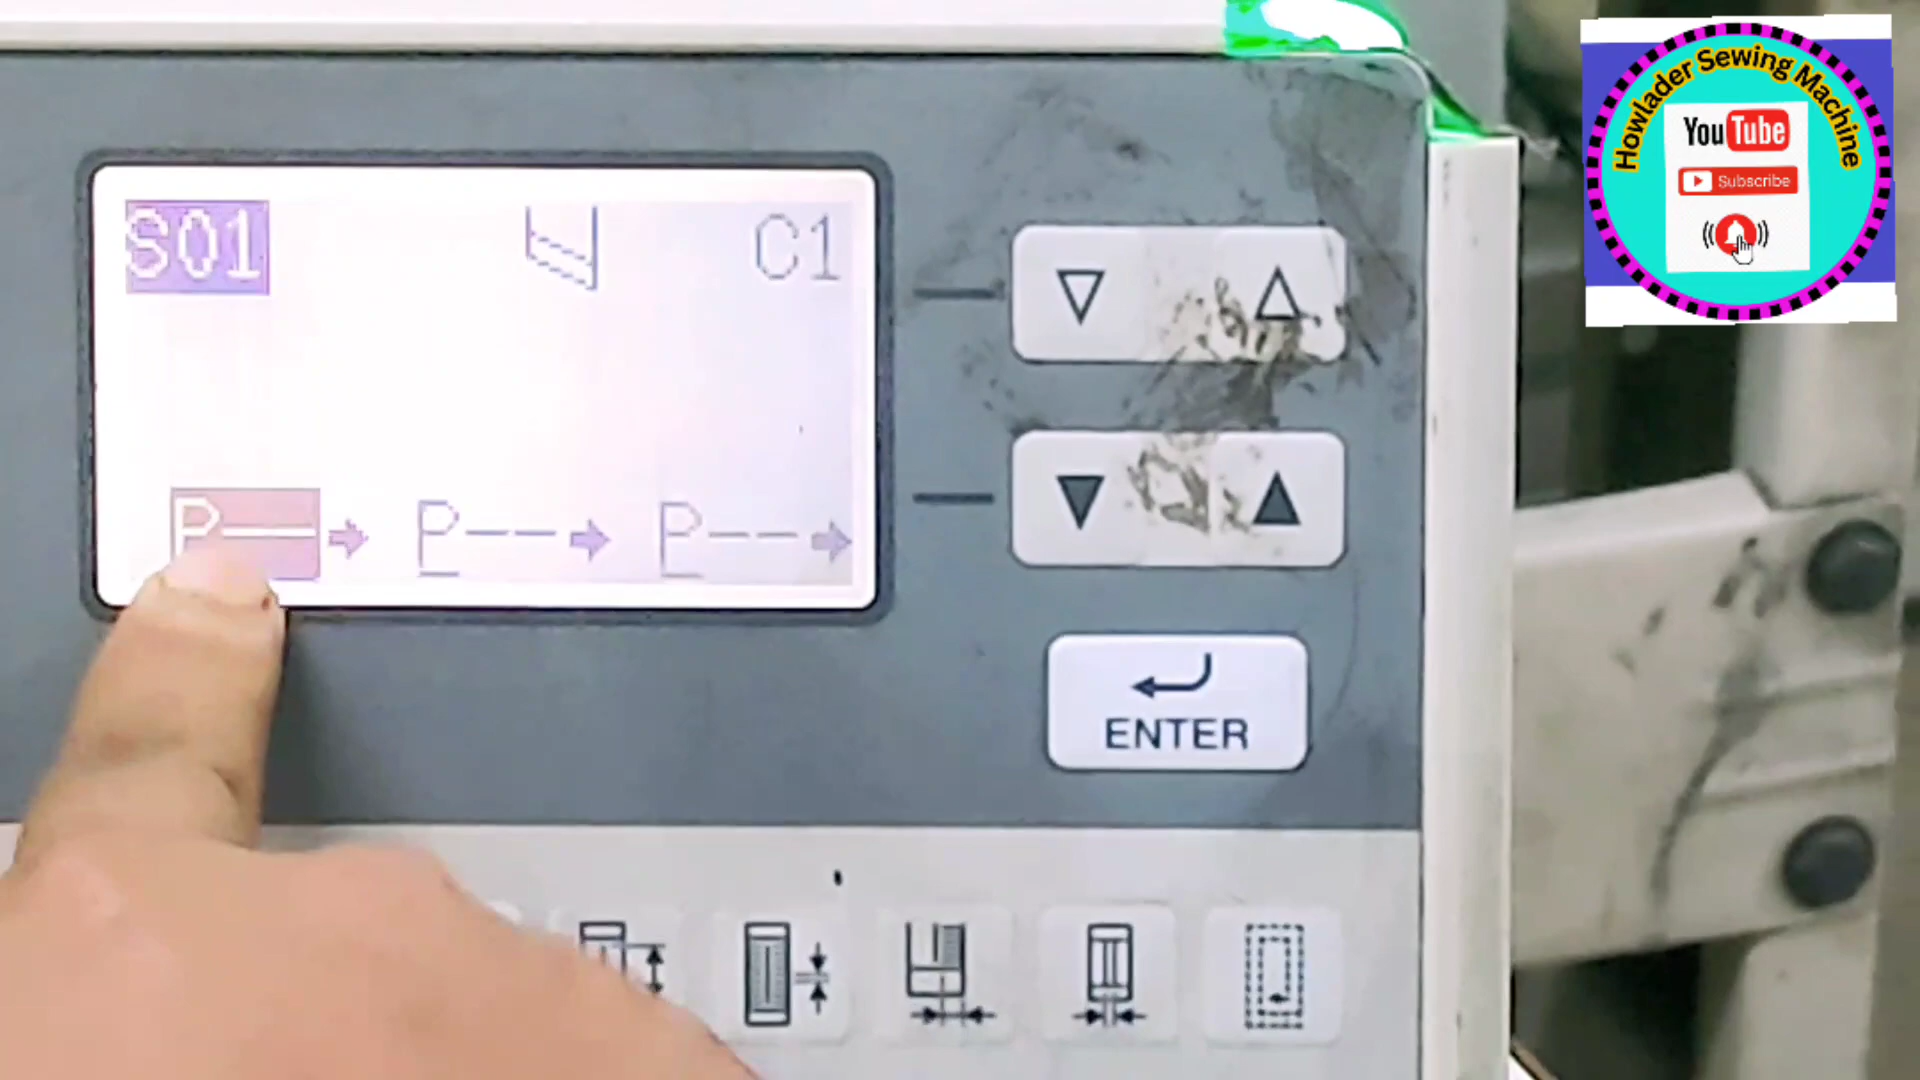 Howlader Sewing Machine
YouTube
Subscribe
S01 C1
P-- P-- P--
ENTER